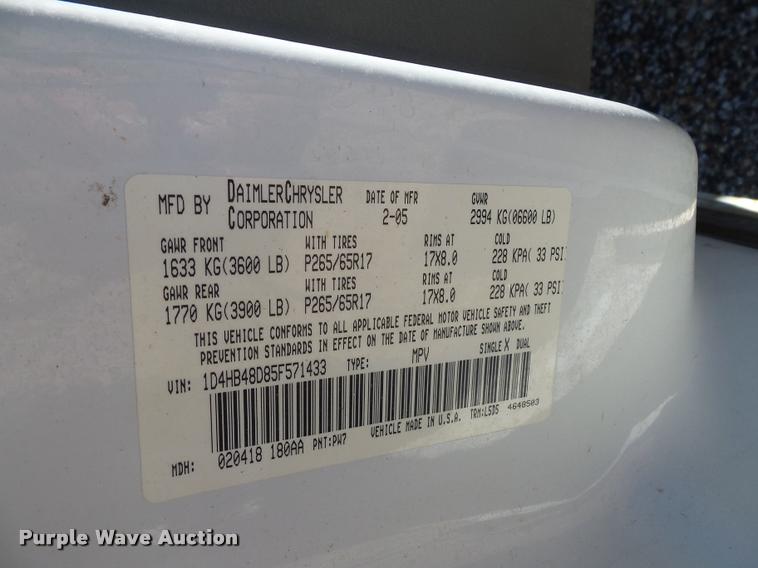 MFD BY DAIMLERCHRYSLER CORPORATION DATE OF MFR 2-05 GVWR 2994 KG(06600 LB)
GAWR FRONT WITH TIRES RIMS AT COLD
1633 KG(3600 LB) P265/65R17 17X8.0 228 KPA( 33 PSI
GAWR REAR WITH TIRES RIMS AT COLD
1770 KG(3900 LB) P265/65R17 17X8.0 228 KPA( 33 PSI
THIS VEHICLE CONFORMS TO ALL APPLICABLE FEDERAL MOTOR VEHICLE SAFETY AND THEFT
PREVENTION STANDARDS IN EFFECT ON THE DATE OF MANUFACTURE SHOWN ABOVE.
VIN: 1D4HB48D85F571433 TYPE: MPV SINGLE X DUAL
MDH: 020418 180AA PNT:PW7 VEHICLE MADE IN U.S.A. TRM:L5D5 4648503
Purple Wave Auction